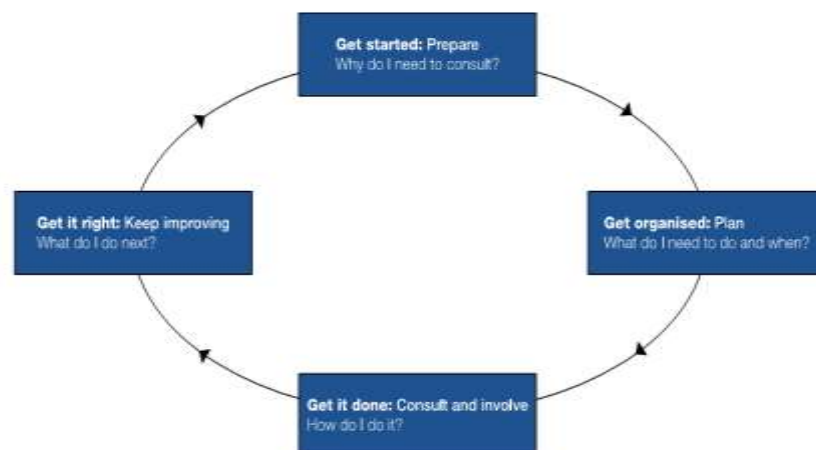 Get started: Prepare
Why do I need to consult?
Get it right: Keep improving
What do I do next?
Get organised: Plan
What do I need to do and when?
Get it done: Consult and involve
How do I do it?